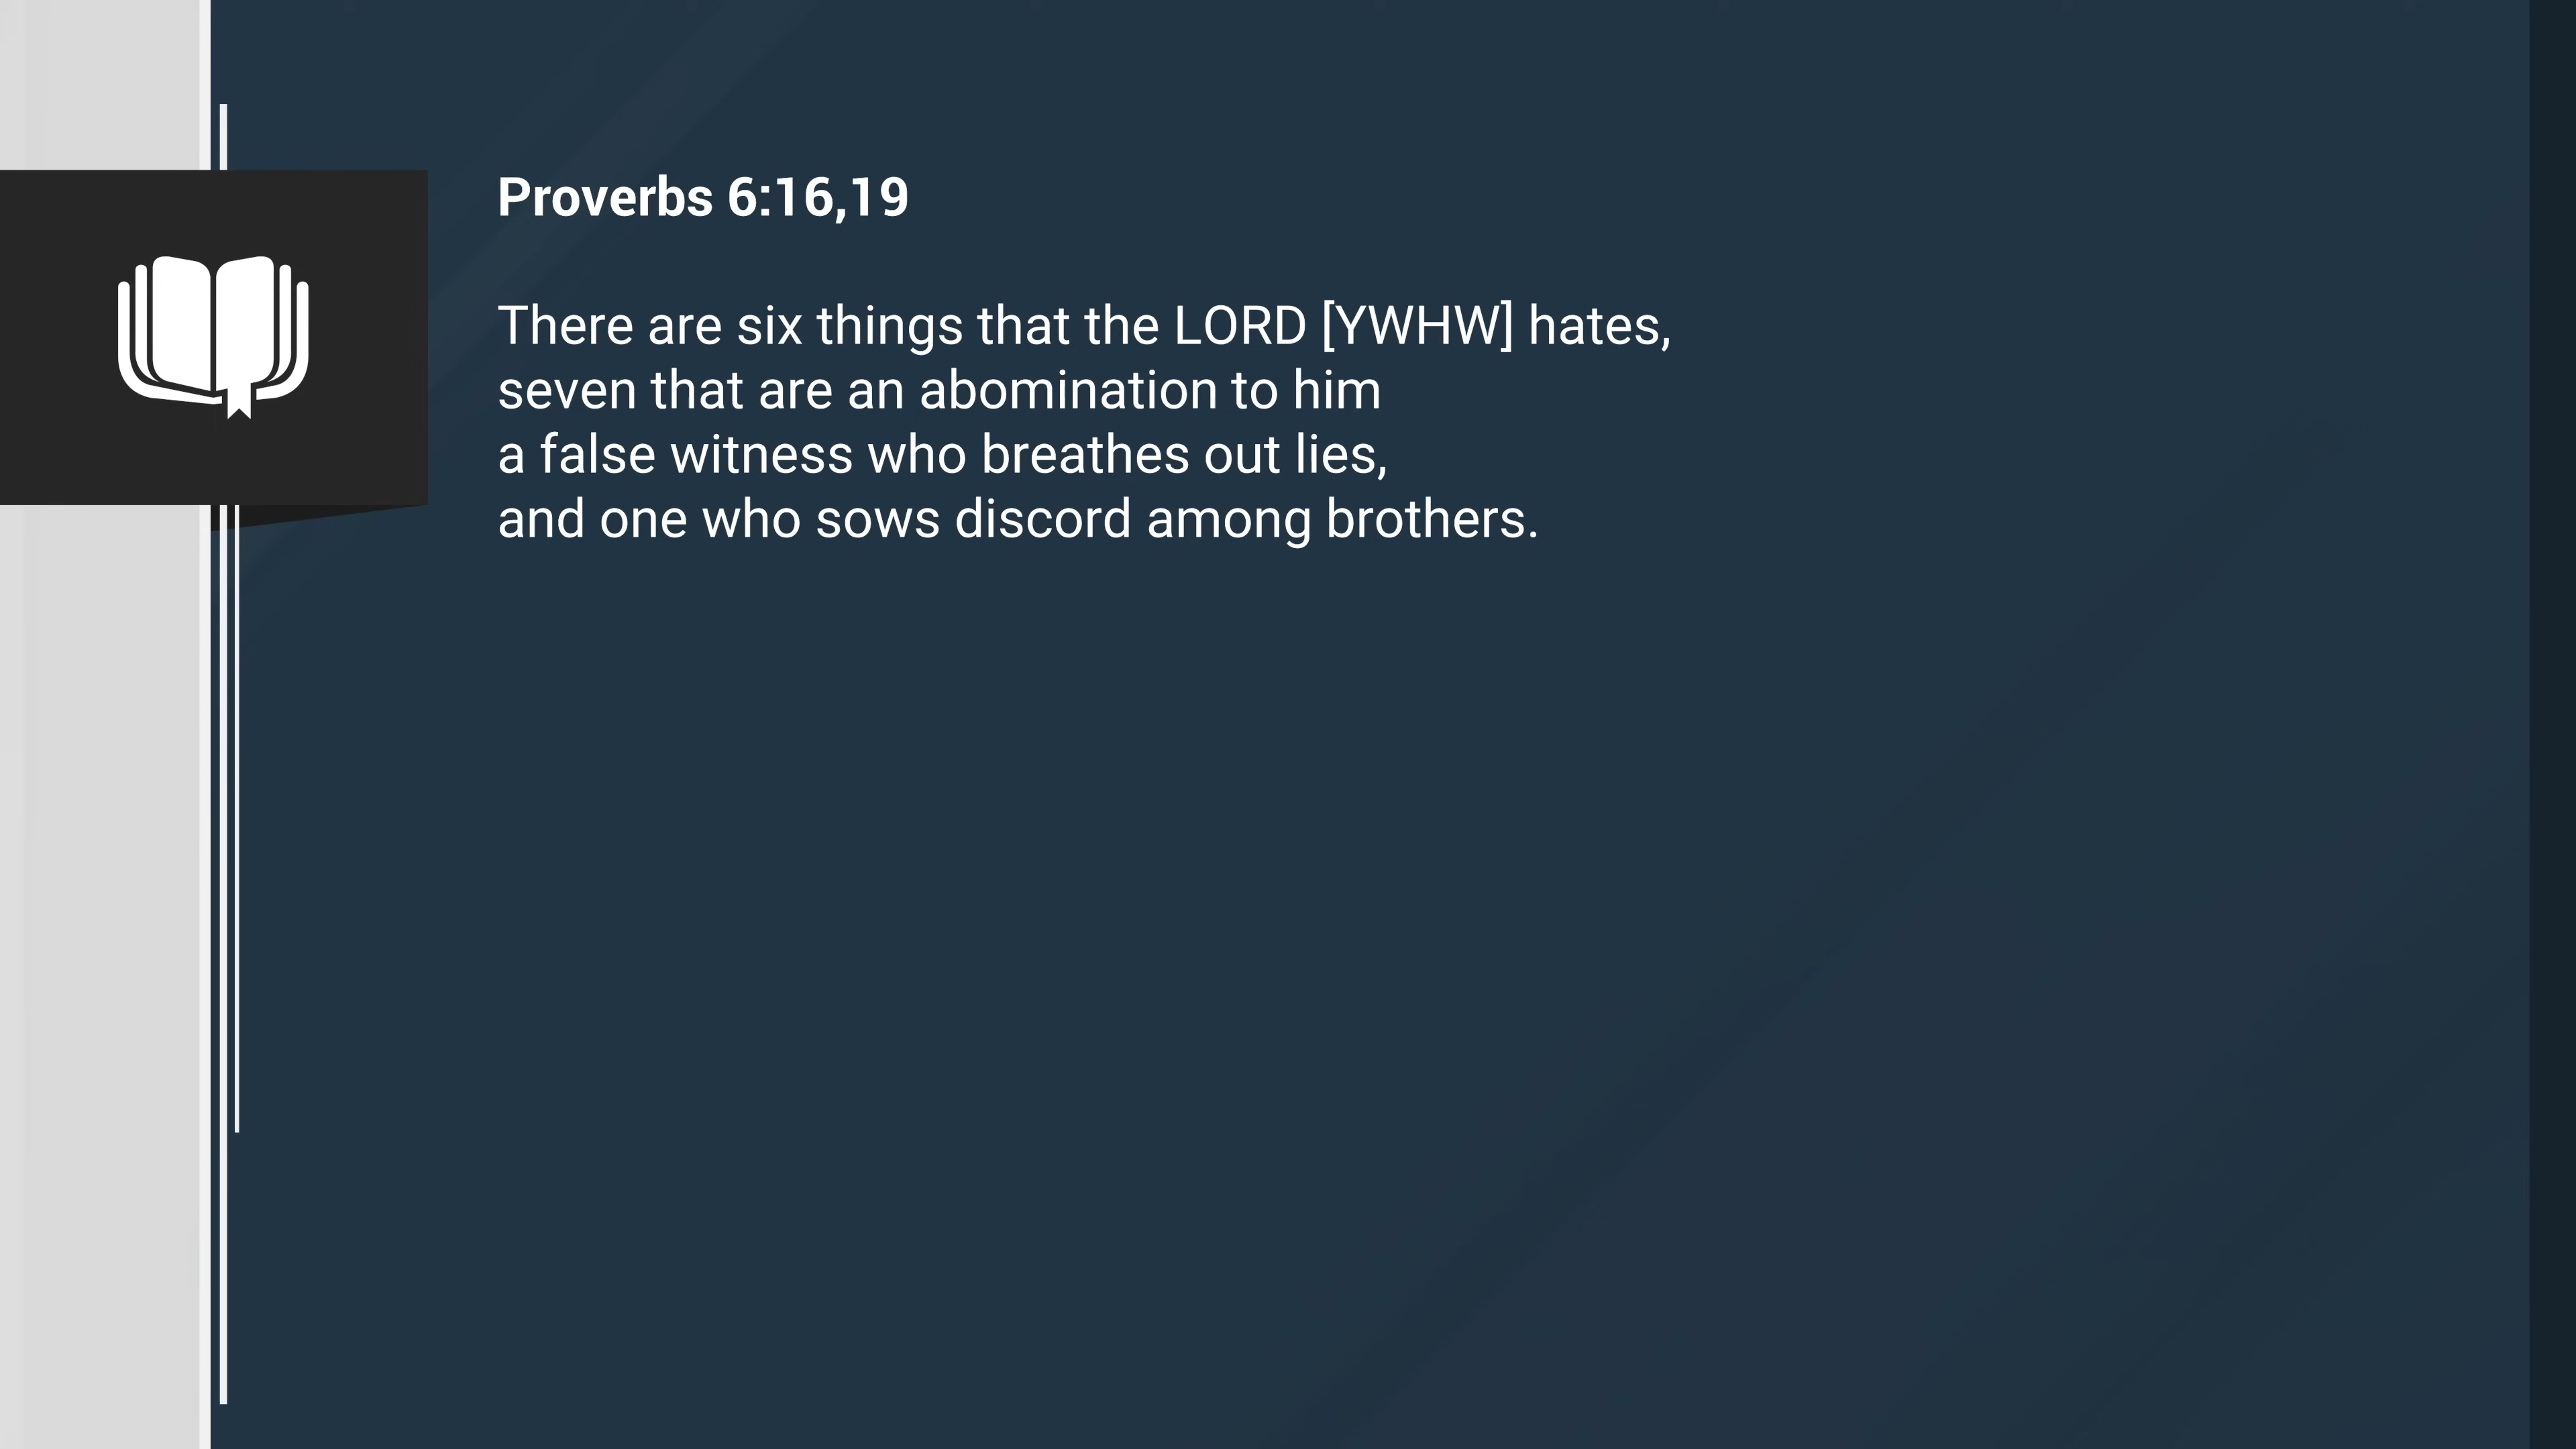 Proverbs 6:16,19
There are six things that the LORD [YWHW] hates,
seven that are an abomination to him
a false witness who breathes out lies,
and one who sows discord among brothers.